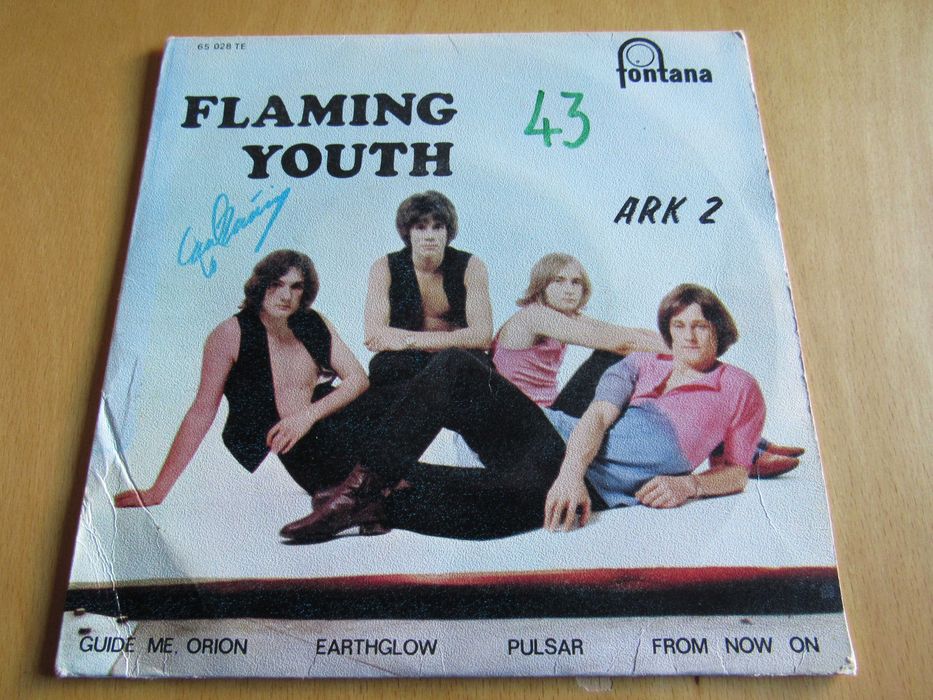 65 028 TE
fontana
FLAMING
YOUTH
43
ARK 2
GUIDE ME, ORION EARTHGLOW PULSAR FROM NOW ON